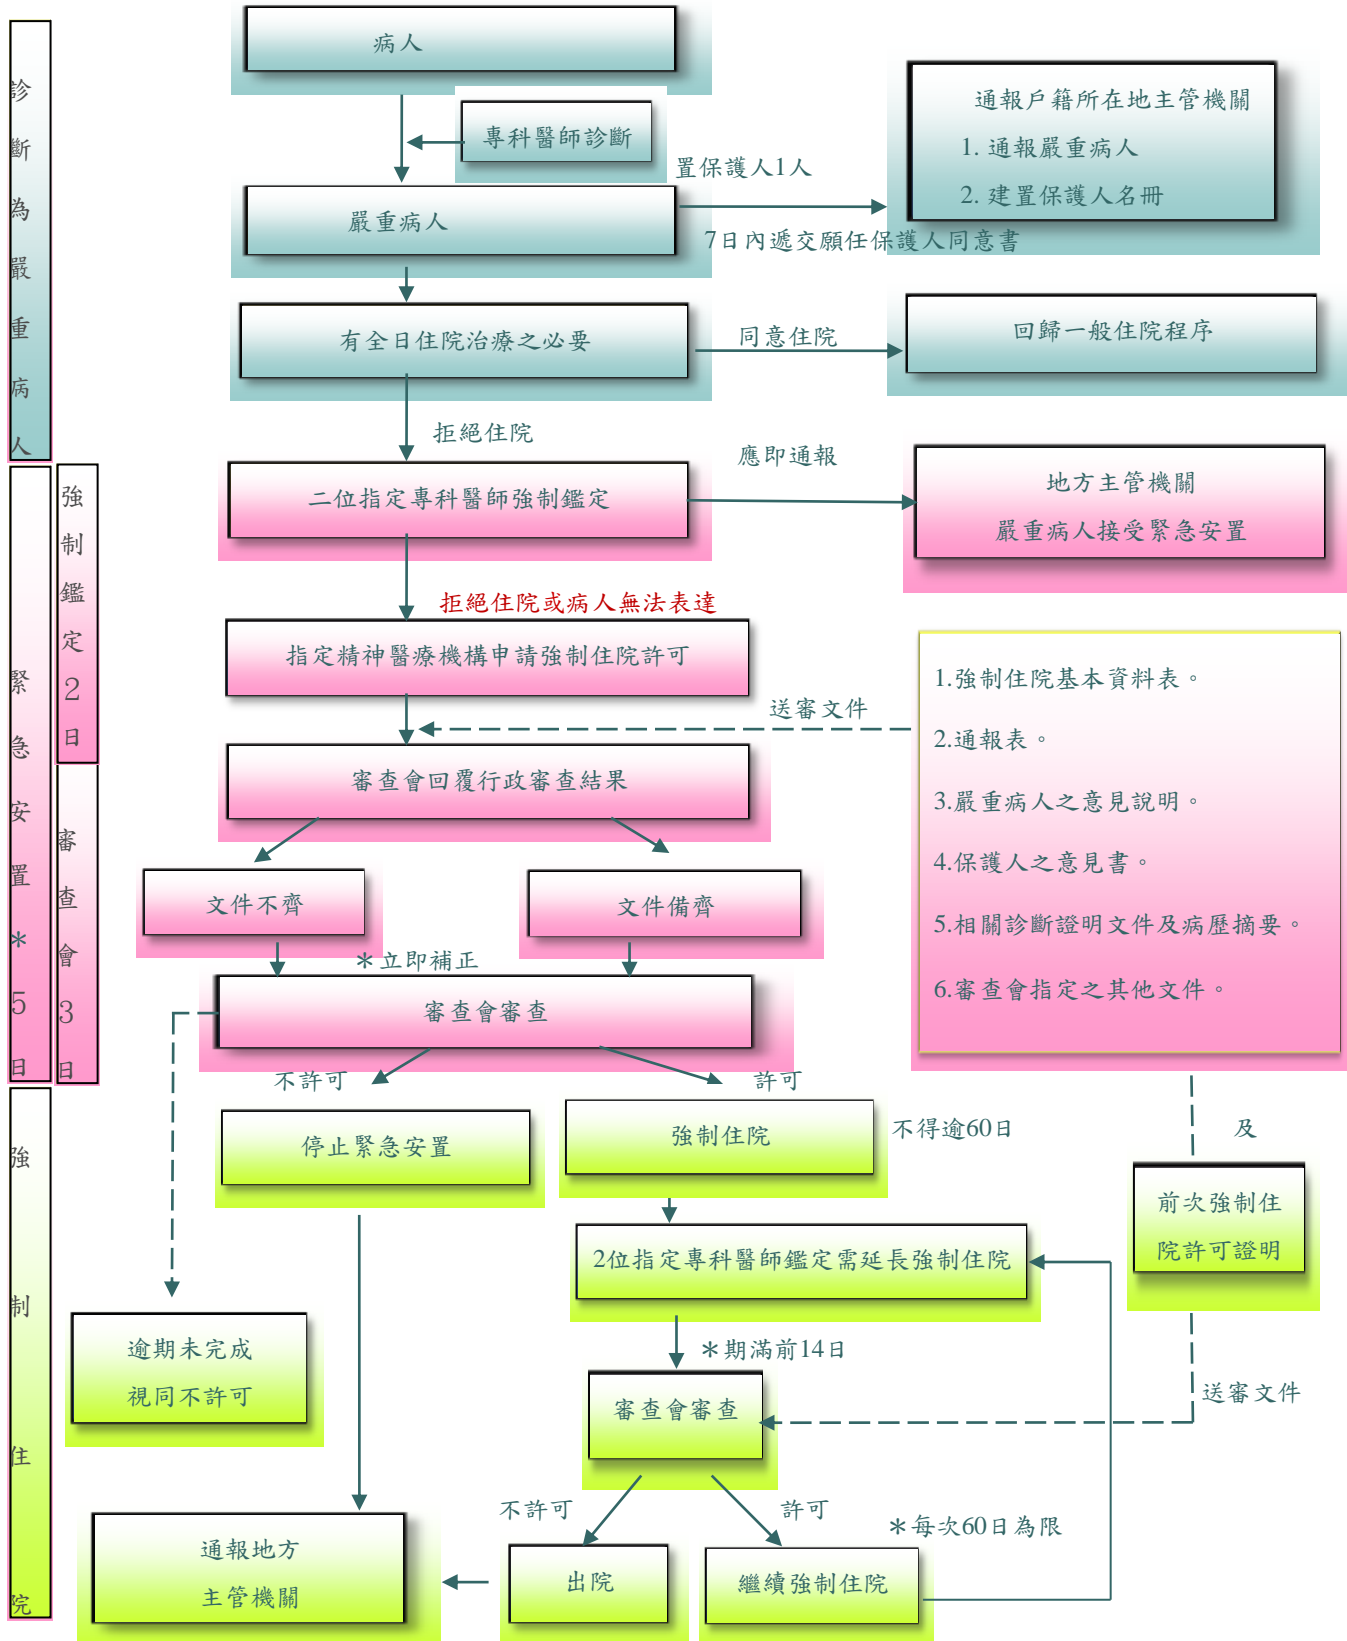 診斷為嚴重病人
病人
專科醫師診斷
置保護人1人
通報戶籍所在地主管機關
1. 通報嚴重病人
2. 建置保護人名冊
嚴重病人
7日內遞交願任保護人同意書
有全日住院治療之必要
同意住院
回歸一般住院程序
拒絕住院
緊急安置*5日
強制鑑定2日
二位指定專科醫師強制鑑定
應即通報
地方主管機關
嚴重病人接受緊急安置
拒絕住院或病人無法表達
指定精神醫療機構申請強制住院許可
送審文件
1.強制住院基本資料表。
2.通報表。
3.嚴重病人之意見說明。
4.保護人之意見書。
5.相關診斷證明文件及病歷摘要。
6.審查會指定之其他文件。
審查會3日
審查會回覆行政審查結果
文件不齊
文件備齊
*立即補正
審查會審查
不許可
許可
強制住院
停止緊急安置
強制住院
不得逾60日
及
前次強制住
院許可證明
2位指定專科醫師鑑定需延長強制住院
逾期未完成
視同不許可
*期滿前14日
審查會審查
送審文件
不許可
許可
*每次60日為限
通報地方
主管機關
出院
繼續強制住院